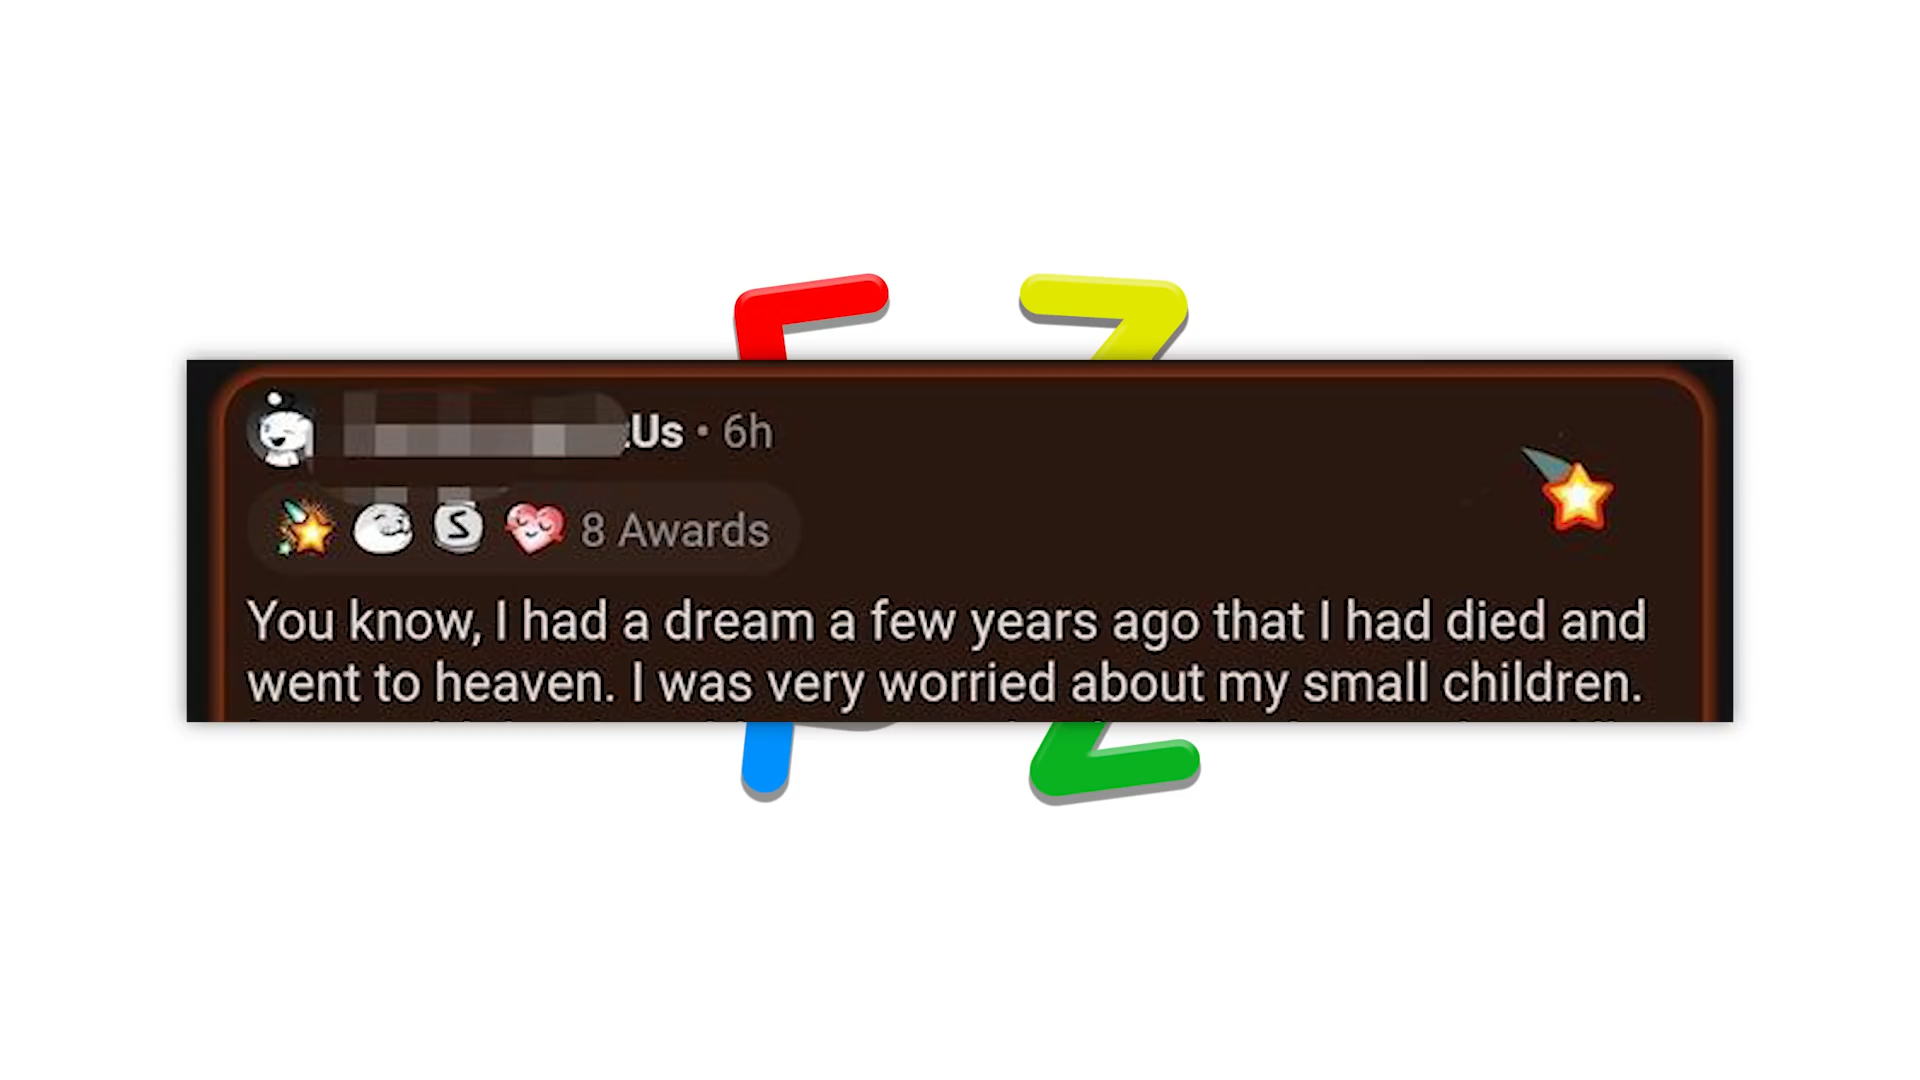 Us • 6h
8 Awards
You know, I had a dream a few years ago that I had died and
went to heaven. I was very worried about my small children.